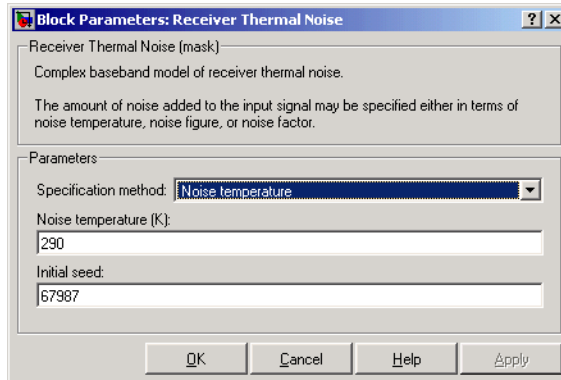 Block Parameters: Receiver Thermal Noise
Receiver Thermal Noise (mask)
Complex baseband model of receiver thermal noise.
The amount of noise added to the input signal may be specified either in terms of
noise temperature, noise figure, or noise factor.
Parameters
Specification method: Noise temperature
Noise temperature (K):
290
Initial seed:
67987
OK Cancel Help Apply